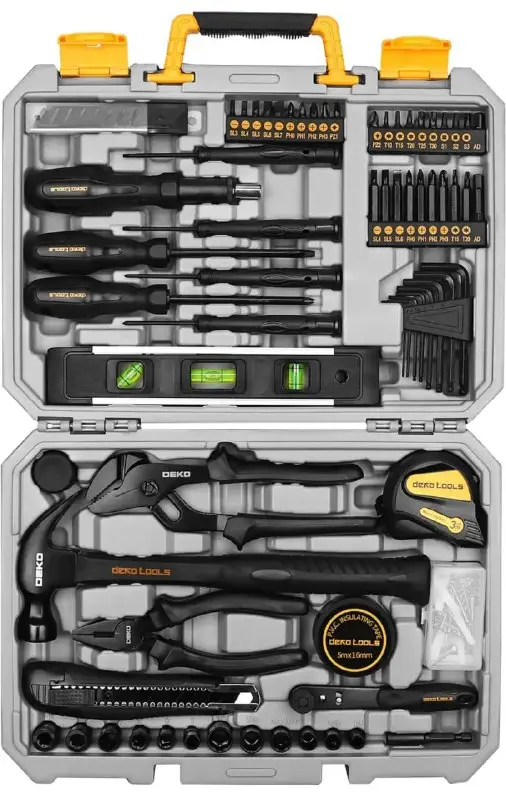 SL3 SL4 SL5 SL6 SL7 PH0 PH1 PH2 PH3 PZ1
PZ2 T10 T15 T20 T25 T30 S1 S2 S3 AD
DEKO TOOLS
SL4 SL5 SL6 PH0 PH1 PH2 PH3 T15 T20 AD
DEKO TOOLS
DEKO TOOLS
DEKO
DEKO TOOLS
3m
DEKO
DEKO TOOLS
P.V.C. INSULATING TAPE
DEKO TOOLS
5mx16mm
DEKO
DEKO TOOLS